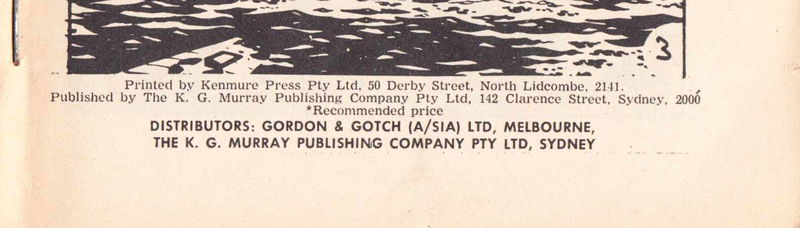 3
Printed by Kenmure Press Pty Ltd, 50 Derby Street, North Lidcombe, 2141.
Published by The K. G. Murray Publishing Company Pty Ltd, 142 Clarence Street, Sydney, 2000
*Recommended price
DISTRIBUTORS: GORDON & GOTCH (A/SIA) LTD, MELBOURNE,
THE K. G. MURRAY PUBLISHING COMPANY PTY LTD, SYDNEY